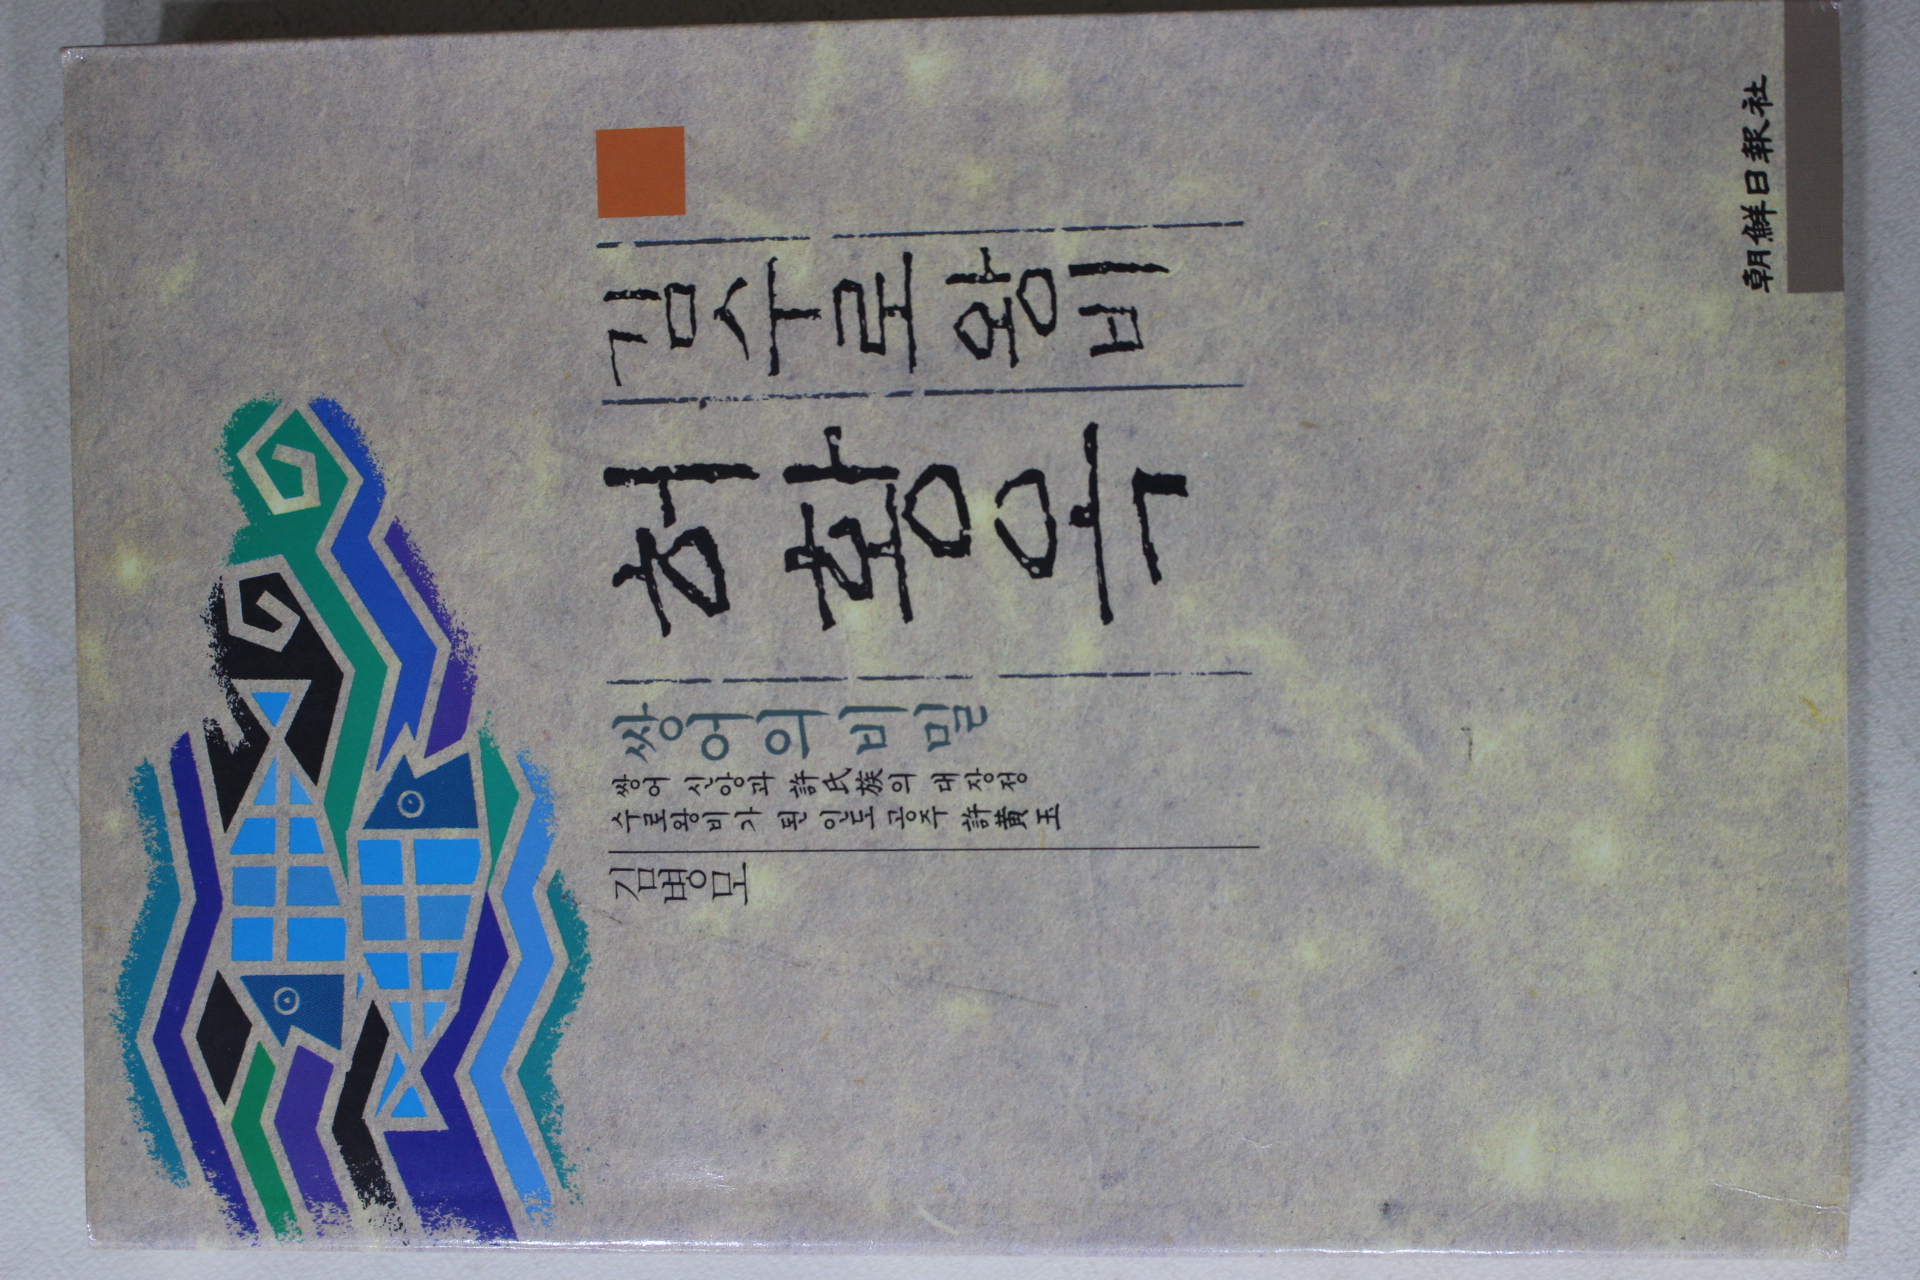 김수로왕비
허황옥
쌍어의 비밀
쌍어 신앙과 許氏族의 대장정
수로왕비가 된 인도 공주 許黃玉
김병모
朝鮮日報社